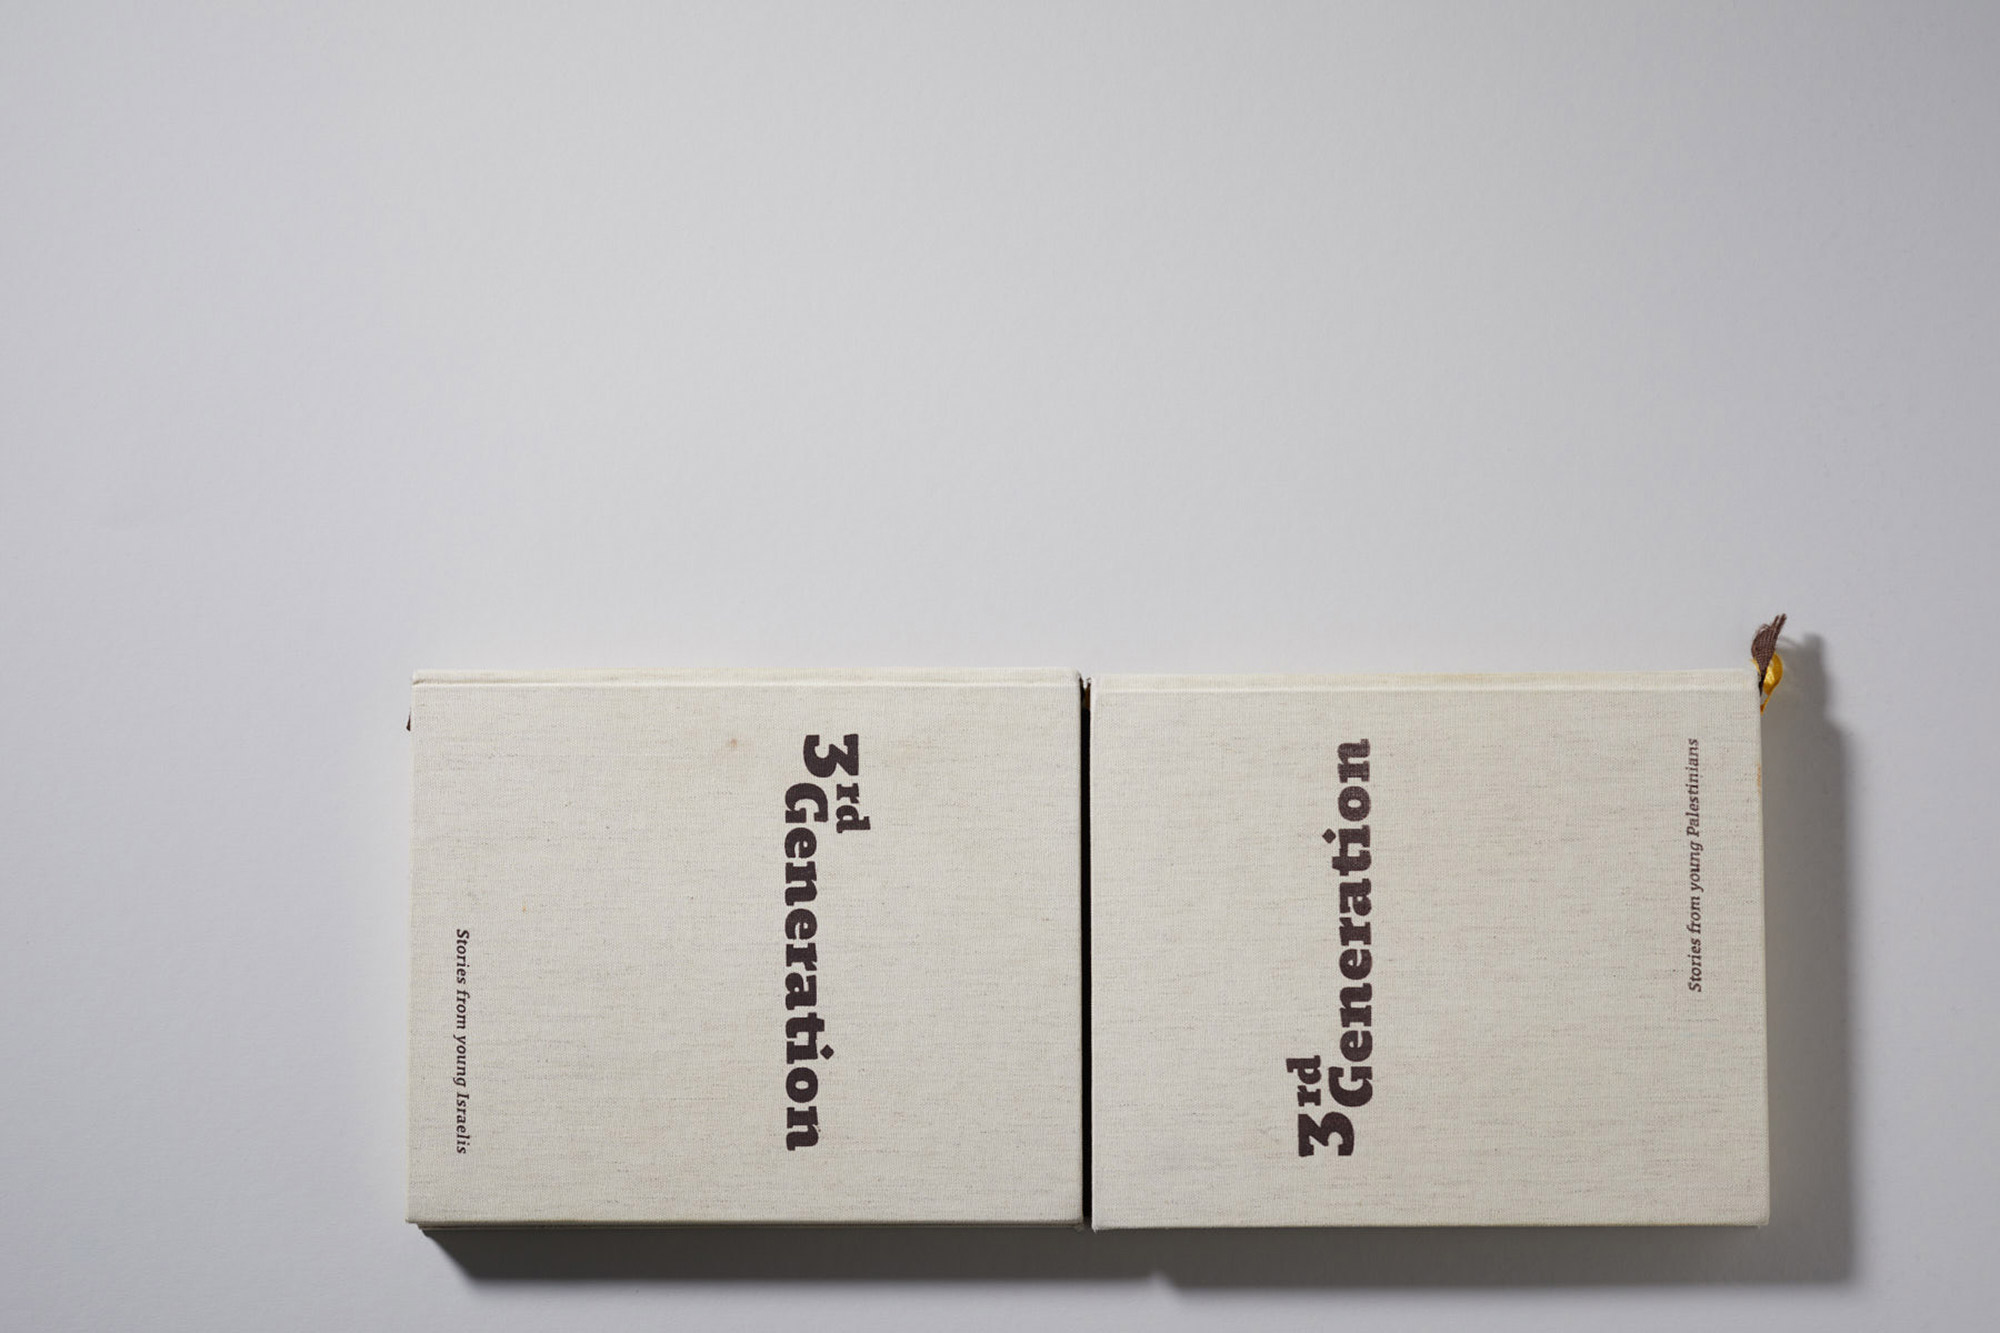 3rd
Generation
Stories from young Israelis
3rd
Generation
Stories from young Palestinians